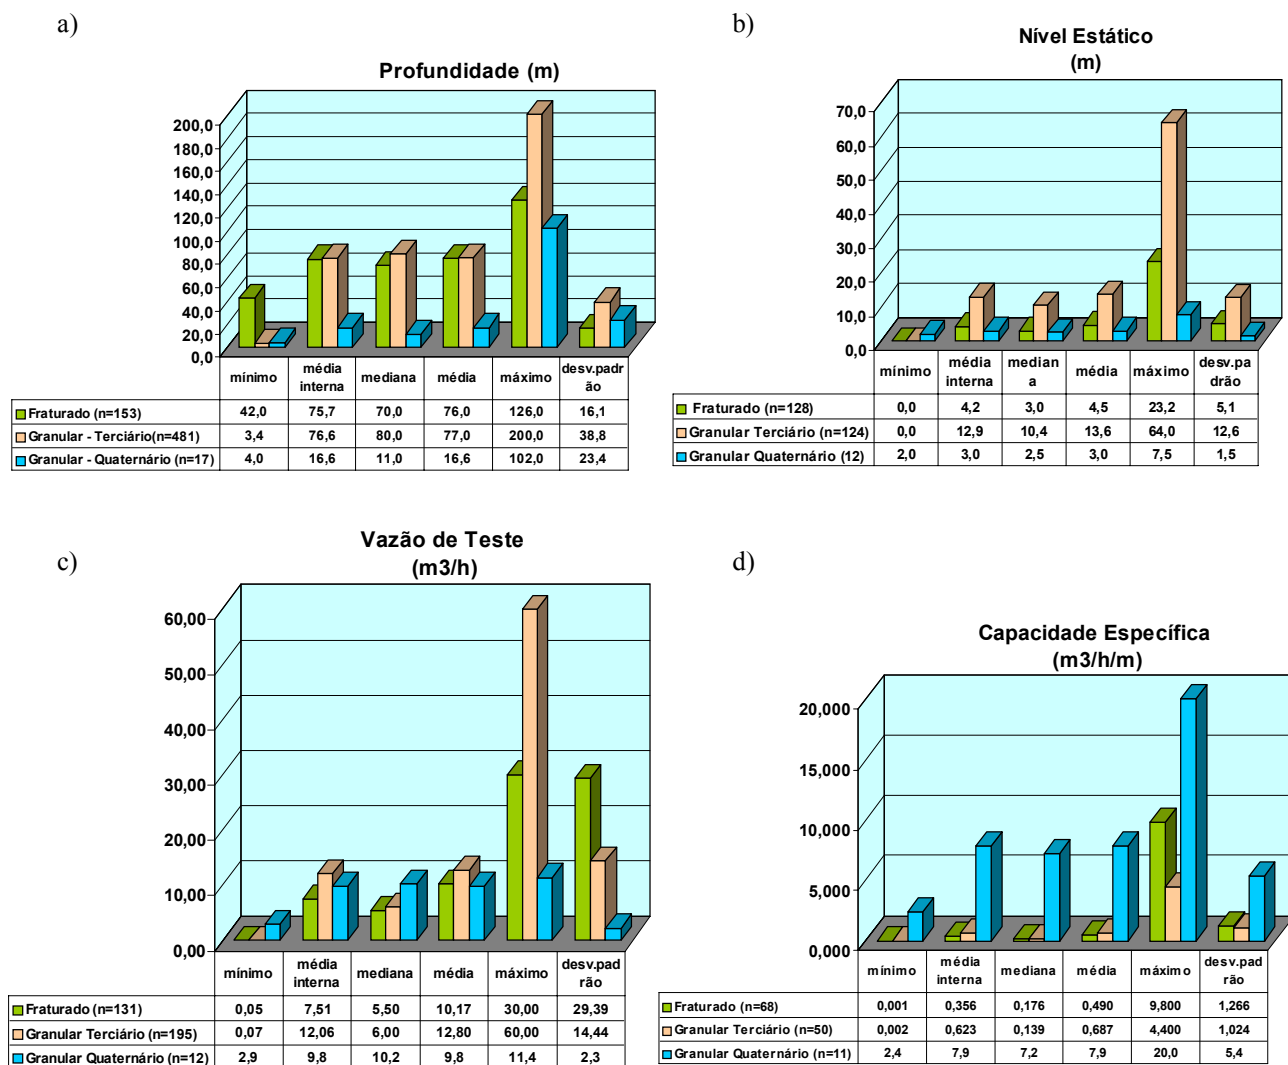 a)
Profundidade (m)
200,0
180,0
160,0
140,0
120,0
100,0
80,0
60,0
40,0
20,0
0,0
mínimo média interna mediana média máximo desv.padrão
Fraturado (n=153) 42,0 75,7 70,0 76,0 126,0 16,1
Granular - Terciário(n=481) 3,4 76,6 80,0 77,0 200,0 38,8
Granular - Quaternário (n=17) 4,0 16,6 11,0 16,6 102,0 23,4
b)
Nível Estático
(m)
70,0
60,0
50,0
40,0
30,0
20,0
10,0
0,0
mínimo média interna mediana média máximo desv.padrão
Fraturado (n=128) 0,0 4,2 3,0 4,5 23,2 5,1
Granular Terciário (n=124) 0,0 12,9 10,4 13,6 64,0 12,6
Granular Quaternário (12) 2,0 3,0 2,5 3,0 7,5 1,5
c)
Vazão de Teste
(m3/h)
60,00
50,00
40,00
30,00
20,00
10,00
0,00
mínimo média interna mediana média máximo desv.padrão
Fraturado (n=131) 0,05 7,51 5,50 10,17 30,00 29,39
Granular Terciário (n=195) 0,07 12,06 6,00 12,80 60,00 14,44
Granular Quaternário (n=12) 2,9 9,8 10,2 9,8 11,4 2,3
d)
Capacidade Específica
(m3/h/m)
20,000
15,000
10,000
5,000
0,000
mínimo média interna mediana média máximo desv.padrão
Fraturado (n=68) 0,001 0,356 0,176 0,490 9,800 1,266
Granular Terciário (n=50) 0,002 0,623 0,139 0,687 4,400 1,024
Granular Quaternário (n=11) 2,4 7,9 7,2 7,9 20,0 5,4